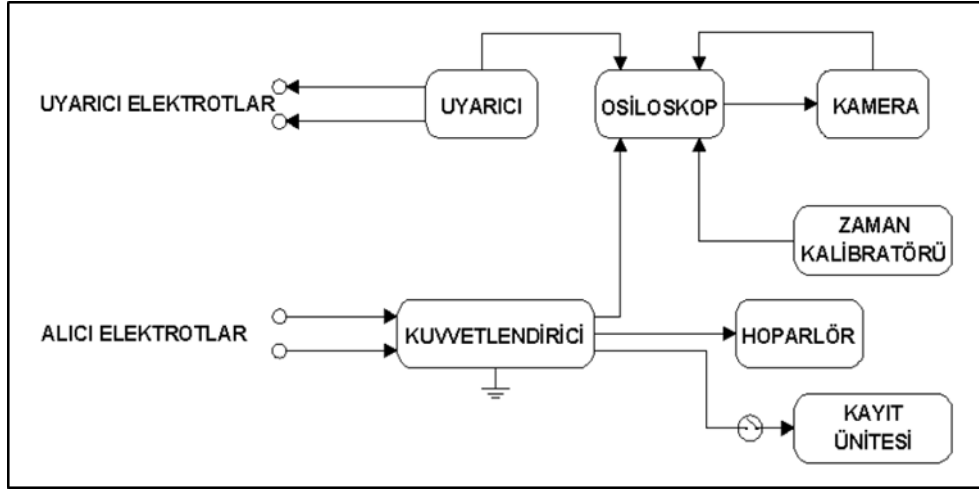 UYARICI ELEKTROTLAR
UYARICI
OSİLOSKOP
KAMERA
ZAMAN
KALİBRATÖRÜ
ALICI ELEKTROTLAR
KUVVETLENDİRİCİ
HOPARLÖR
KAYIT
ÜNİTESİ